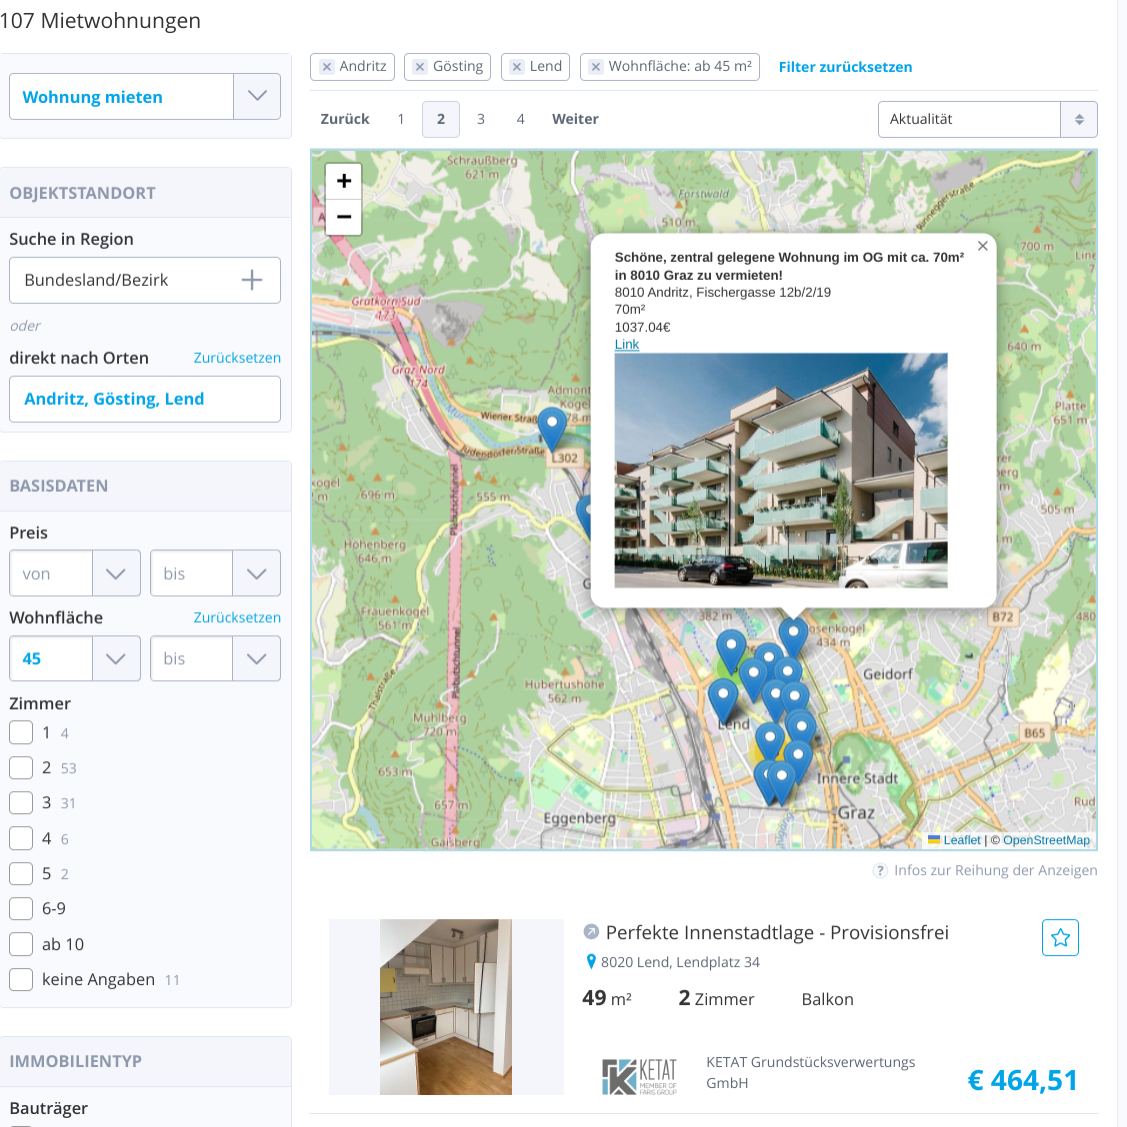 107 Mietwohnungen
Wohnung mieten
OBJEKTSTANDORT
Suche in Region
Bundesland/Bezirk
oder
direkt nach Orten Zurücksetzen
Andritz, Gösting, Lend
BASISDATEN
Preis
von bis
Wohnfläche Zurücksetzen
45 bis
Zimmer
1 4
2 53
3 31
4 6
5 2
6-9
ab 10
keine Angaben 11
IMMOBILIENTYP
Bauträger
Andritz Gösting Lend Wohnfläche: ab 45 m² Filter zurücksetzen
Zurück 1 2 3 4 Weiter
Aktualität
+
−
Schraußberg
621 m
Forstwald
510 m
700 m
Gratkorn-Süd
173
Graz Nord
174
640 m
Admont
Kogel
Wiener Straß
L302
Platte
651 m
696 m
555 m
505 m
Plabutschtunnel
Hohenberg
646 m
Frauenkogel
561 m
Thalstraße
Plabutschtunnel
Hubertushöhe
562 m
Mühlberg
720 m
653 m
657 m
Gaisberg
Eggenberg
382 m
434 m
B72
480
Geidorf
Lend
B65
Innere Stadt
Graz
Schöne, zentral gelegene Wohnung im OG mit ca. 70m²
in 8010 Graz zu vermieten!
8010 Andritz, Fischergasse 12b/2/19
70m²
1037.04€
Link
Leaflet | © OpenStreetMap
? Infos zur Reihung der Anzeigen
Perfekte Innenstadtlage - Provisionsfrei
8020 Lend, Lendplatz 34
49 m² 2 Zimmer Balkon
KETAT
MEMBER OF
FARIS GROUP
KETAT Grundstücksverwertungs
GmbH
€ 464,51